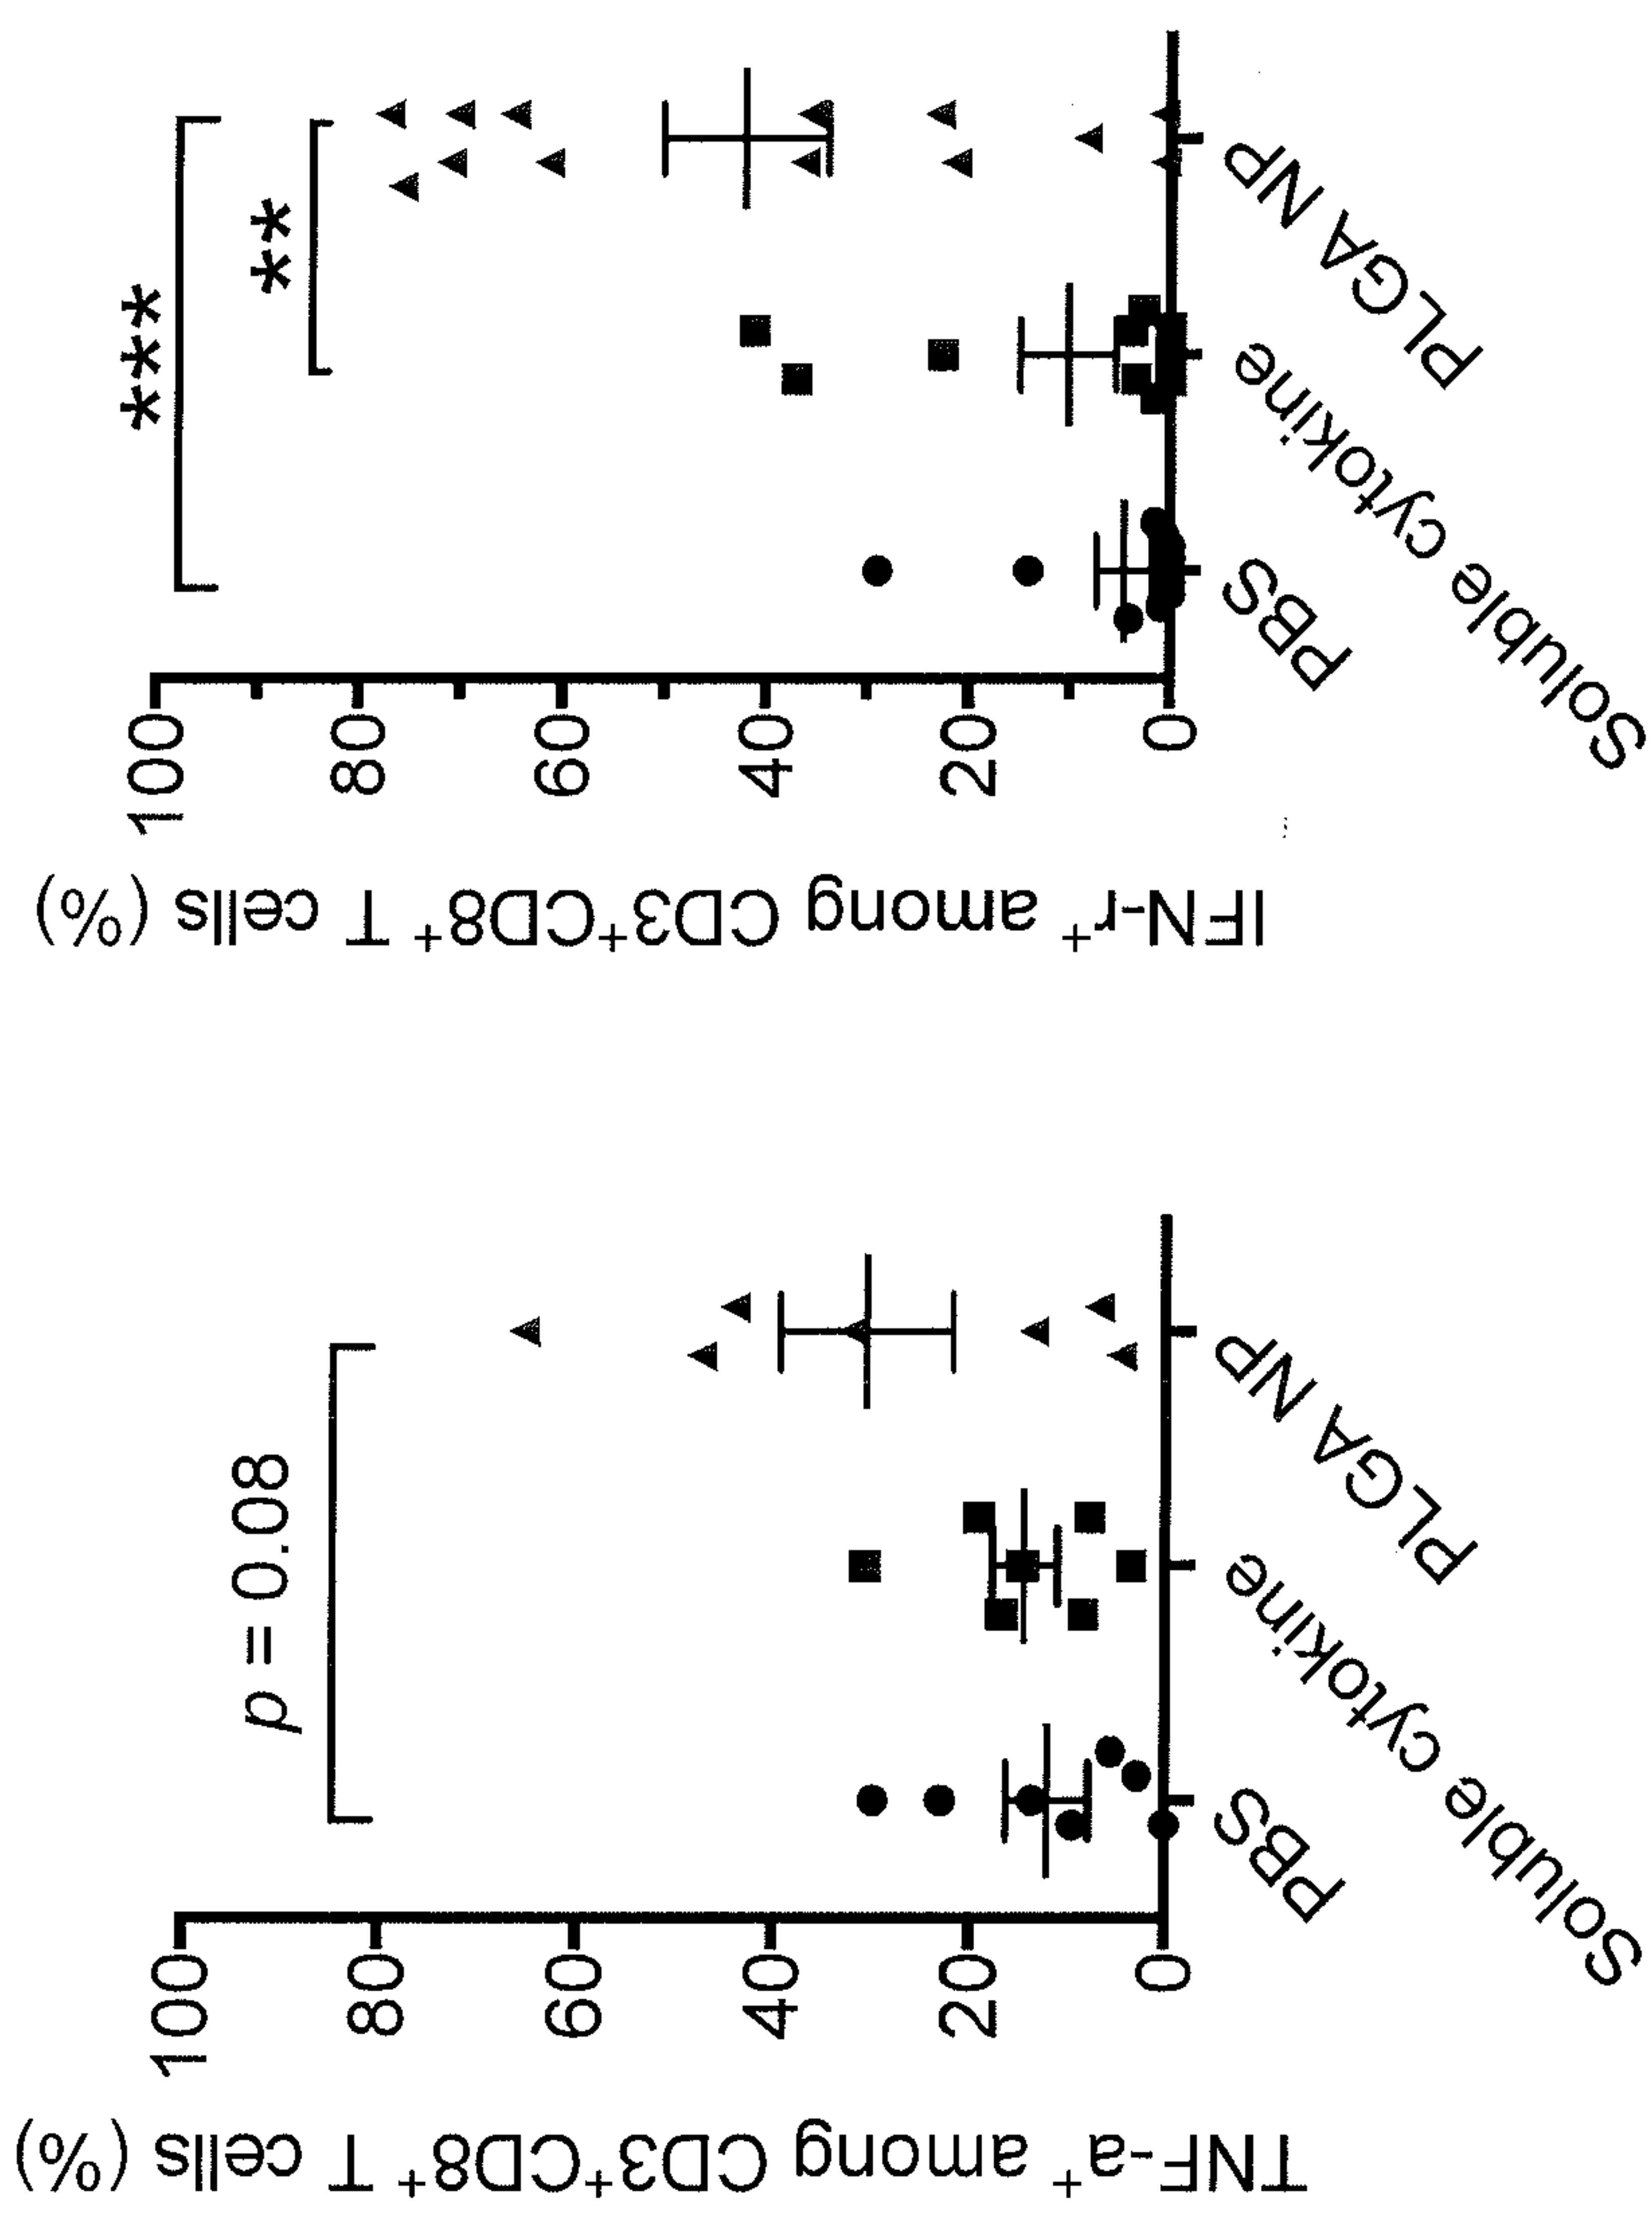 TNF-a⁺ among CD3⁺CD8⁺ T cells (%)
100
80
60
40
20
0
p = 0.08
PBS
Soluble cytokine
PLGA NP
IFN-r⁺ among CD3⁺CD8⁺ T cells (%)
100
80
60
40
20
0
***
**
PBS
Soluble cytokine
PLGA NP